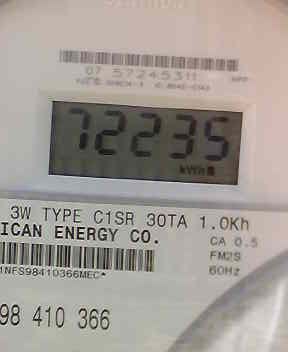 07 57245311
72235
kWh
3W TYPE C1SR 30TA 1.0Kh
ICAN ENERGY CO.
CA 0.5
FM2S
1NFS98410366MEC*
60Hz
98 410 366